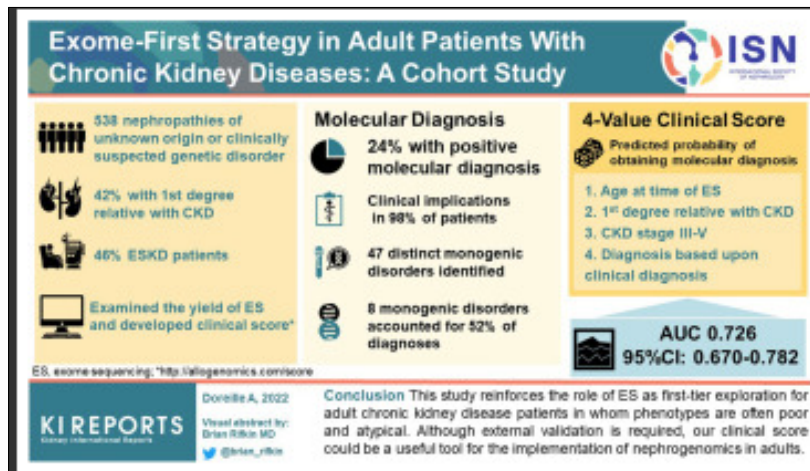 Exome-First Strategy in Adult Patients With
Chronic Kidney Diseases: A Cohort Study
ISN
INTERNATIONAL SOCIETY
OF NEPHROLOGY
538 nephropathies of
unknown origin or clinically
suspected genetic disorder
42% with 1st degree
relative with CKD
46% ESKD patients
Examined the yield of ES
and developed clinical score*
Molecular Diagnosis
24% with positive
molecular diagnosis
Clinical implications
in 98% of patients
47 distinct monogenic
disorders identified
8 monogenic disorders
accounted for 52% of
diagnoses
4-Value Clinical Score
Predicted probability of
obtaining molecular diagnosis
1. Age at time of ES
2. 1st degree relative with CKD
3. CKD stage III-V
4. Diagnosis based upon
clinical diagnosis
AUC 0.726
95%CI: 0.670-0.782
ES, exome sequencing; *http://allogenomics.com/score
KI REPORTS
Kidney International Reports
Doreille A, 2022
Visual abstract by:
Brian Rifkin MD
@brian_rifkin
Conclusion This study reinforces the role of ES as first-tier exploration for
adult chronic kidney disease patients in whom phenotypes are often poor
and atypical. Although external validation is required, our clinical score
could be a useful tool for the implementation of nephrogenomics in adults.